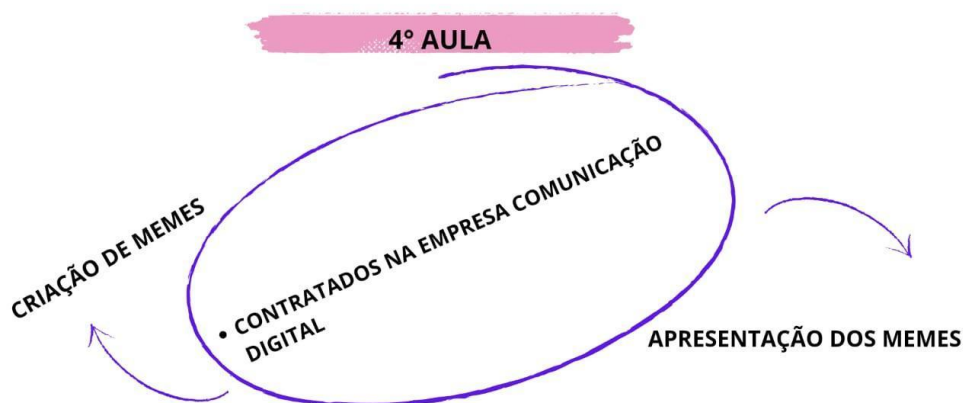 4° AULA
CRIAÇÃO DE MEMES
• CONTRATADOS NA EMPRESA COMUNICAÇÃO
DIGITAL
APRESENTAÇÃO DOS MEMES